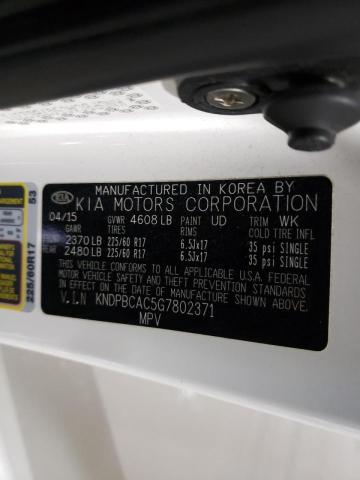 MANUFACTURED IN KOREA BY
KIA KIA MOTORS CORPORATION
04/15 GVWR 4608 LB PAINT UD TRIM WK
GAWR TIRES RIMS COLD TIRE INFL
2370 LB 225/60 R17 6.5Jx17 35 psi SINGLE
2480 LB 225/60 R17 6.5Jx17 35 psi SINGLE
THIS VEHICLE CONFORMS TO ALL APPLICABLE FEDERAL
MOTOR VEHICLE SAFETY AND THEFT PREVENTION STANDARDS
IN EFFECT ON THE DATE OF MANUFACTURE SHOWN ABOVE.
V.I.N KNDPBCAC5G7802371
MPV
53
225/60R17